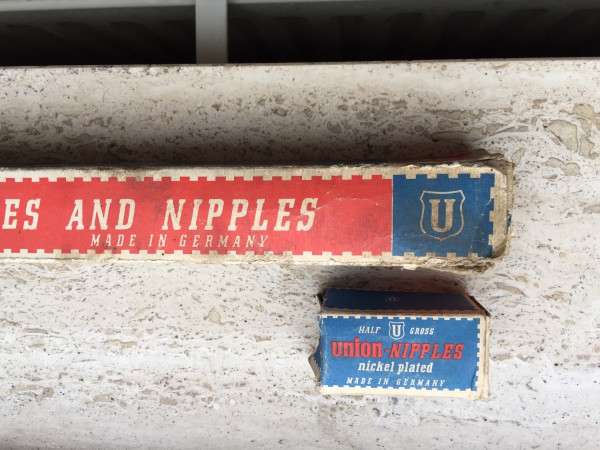 ES AND NIPPLES
MADE IN GERMANY
U
HALF U GROSS
union-NIPPLES
nickel plated
MADE IN GERMANY